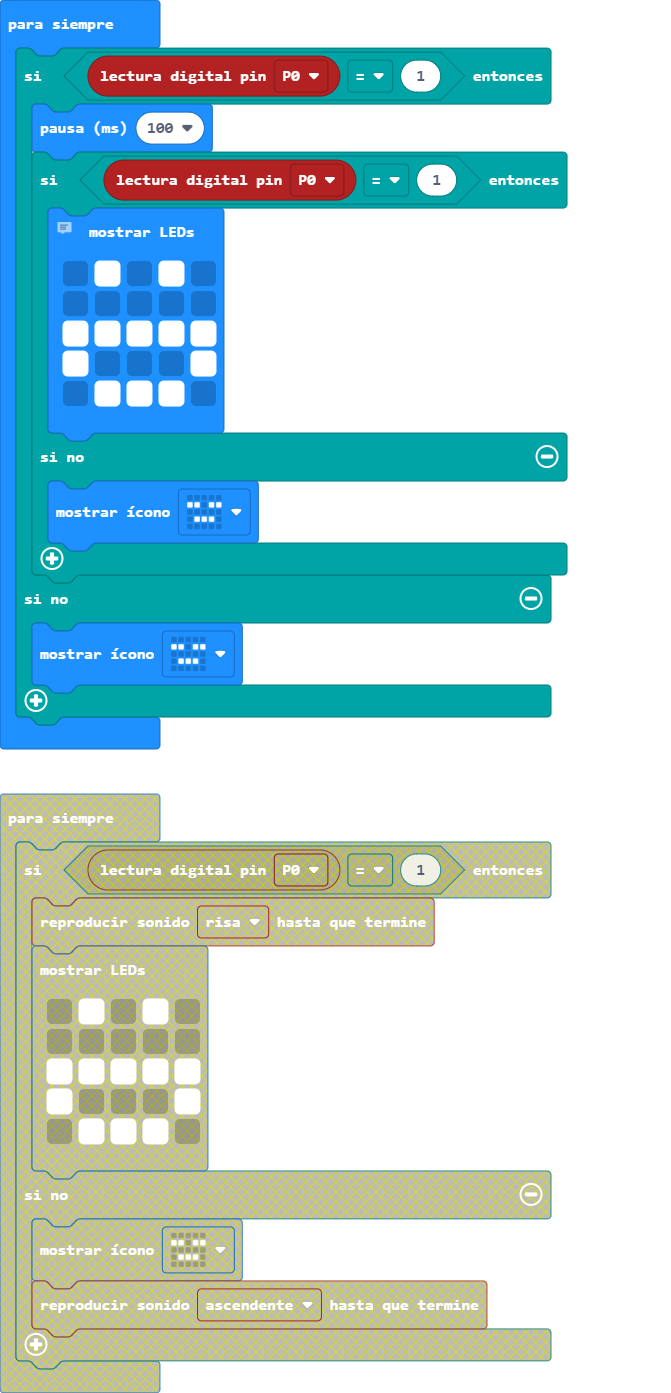 para siempre
si lectura digital pin P0 = 1 entonces
pausa (ms) 100
si lectura digital pin P0 = 1 entonces
mostrar LEDs
si no
mostrar ícono
si no
mostrar ícono
para siempre
si lectura digital pin P0 = 1 entonces
reproducir sonido risa hasta que termine
mostrar LEDs
si no
mostrar ícono
reproducir sonido ascendente hasta que termine